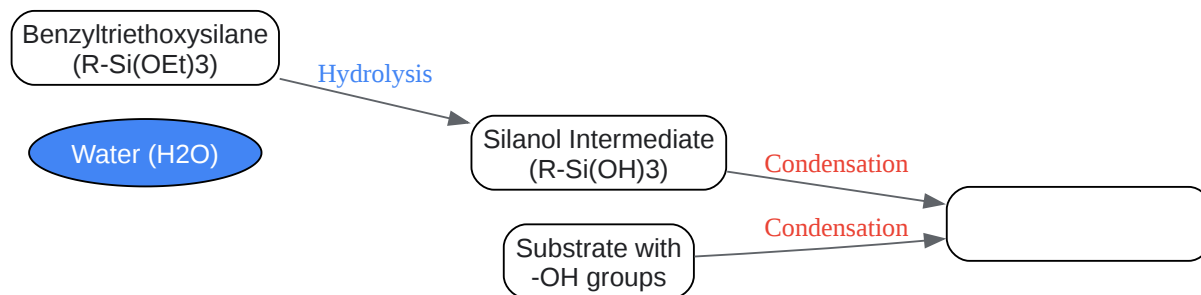 Benzyltriethoxysilane
(R-Si(OEt)3)
Hydrolysis
Water (H2O)
Silanol Intermediate
(R-Si(OH)3)
Condensation
Condensation
Substrate with
-OH groups